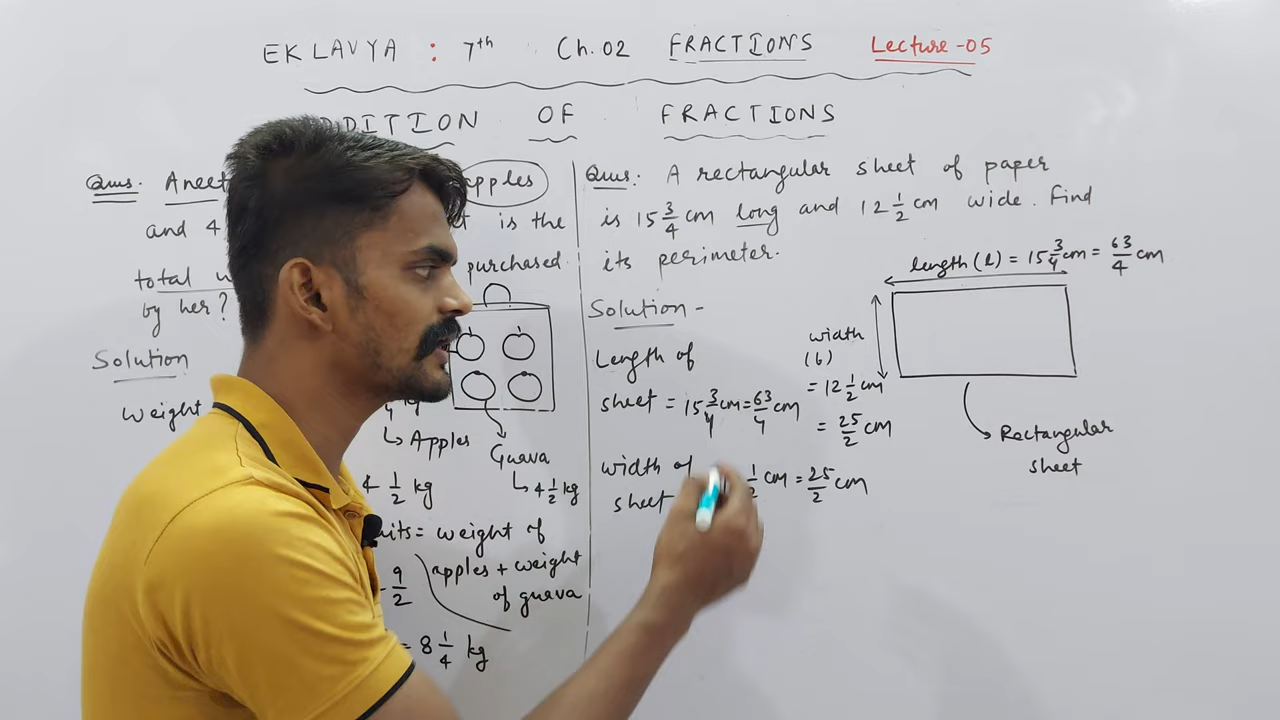 EKLAVYA : 7th Ch.02 FRACTIONS Lecture-05
ADDITION OF FRACTIONS
Ques. Aneet apples
and 4 is the
total w purchased
by her?
Solution
Weight
Apples
Guava
4 1/2 kg
4 1/2 kg
weight of
apples + weight
of guava
9/2
= 8 1/4 kg
Ques: A rectangular sheet of paper
is 15 3/4 cm long and 12 1/2 cm wide. Find
its perimeter.
Solution -
Length of
sheet = 15 3/4 cm = 63/4 cm
width of
sheet 1/2 cm = 25/2 cm
length (l) = 15 3/4 cm = 63/4 cm
width
(b)
= 12 1/2 cm
= 25/2 cm
Rectangular
sheet